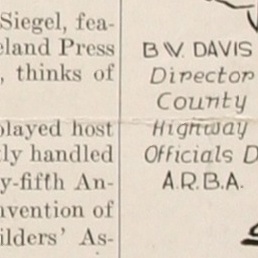 Siegel, fea-
eland Press
, thinks of
played host
ly handled
y-fifth An-
nvention of
ilders' As-
B.W. DAVIS
Director
County
Highway
Officials D
A.R.B.A.